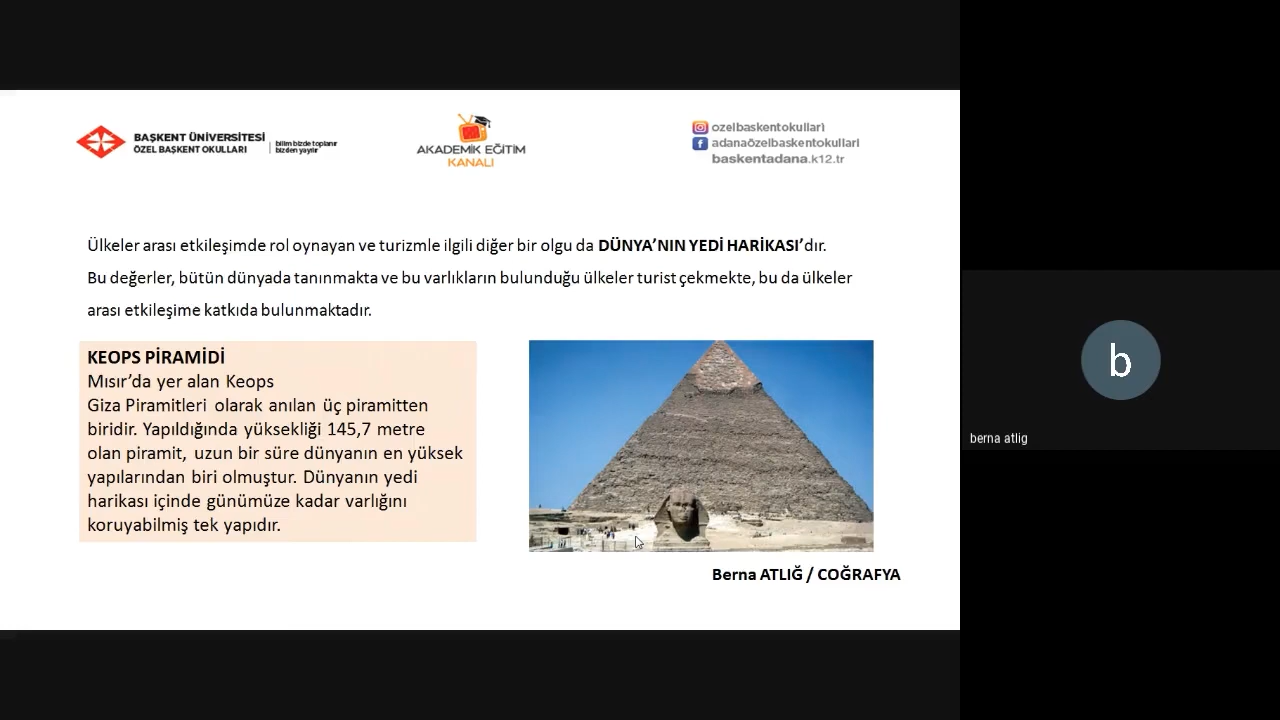 BAŞKENT ÜNİVERSİTESİ
ÖZEL BAŞKENT OKULLARI
bilim bizde toplanır
bizden yayılır
AKADEMİK EĞİTİM
KANALI
ozelbaskentokullari
adanaözelbaskentokullari
baskentadana.k12.tr
Ülkeler arası etkileşimde rol oynayan ve turizmle ilgili diğer bir olgu da DÜNYA’NIN YEDİ HARİKASI’dır.
Bu değerler, bütün dünyada tanınmakta ve bu varlıkların bulunduğu ülkeler turist çekmekte, bu da ülkeler
arası etkileşime katkıda bulunmaktadır.
KEOPS PİRAMİDİ
Mısır’da yer alan Keops
Giza Piramitleri olarak anılan üç piramitten
biridir. Yapıldığında yüksekliği 145,7 metre
olan piramit, uzun bir süre dünyanın en yüksek
yapılarından biri olmuştur. Dünyanın yedi
harikası içinde günümüze kadar varlığını
koruyabilmiş tek yapıdır.
Berna ATLIĞ / COĞRAFYA
b
berna atlig